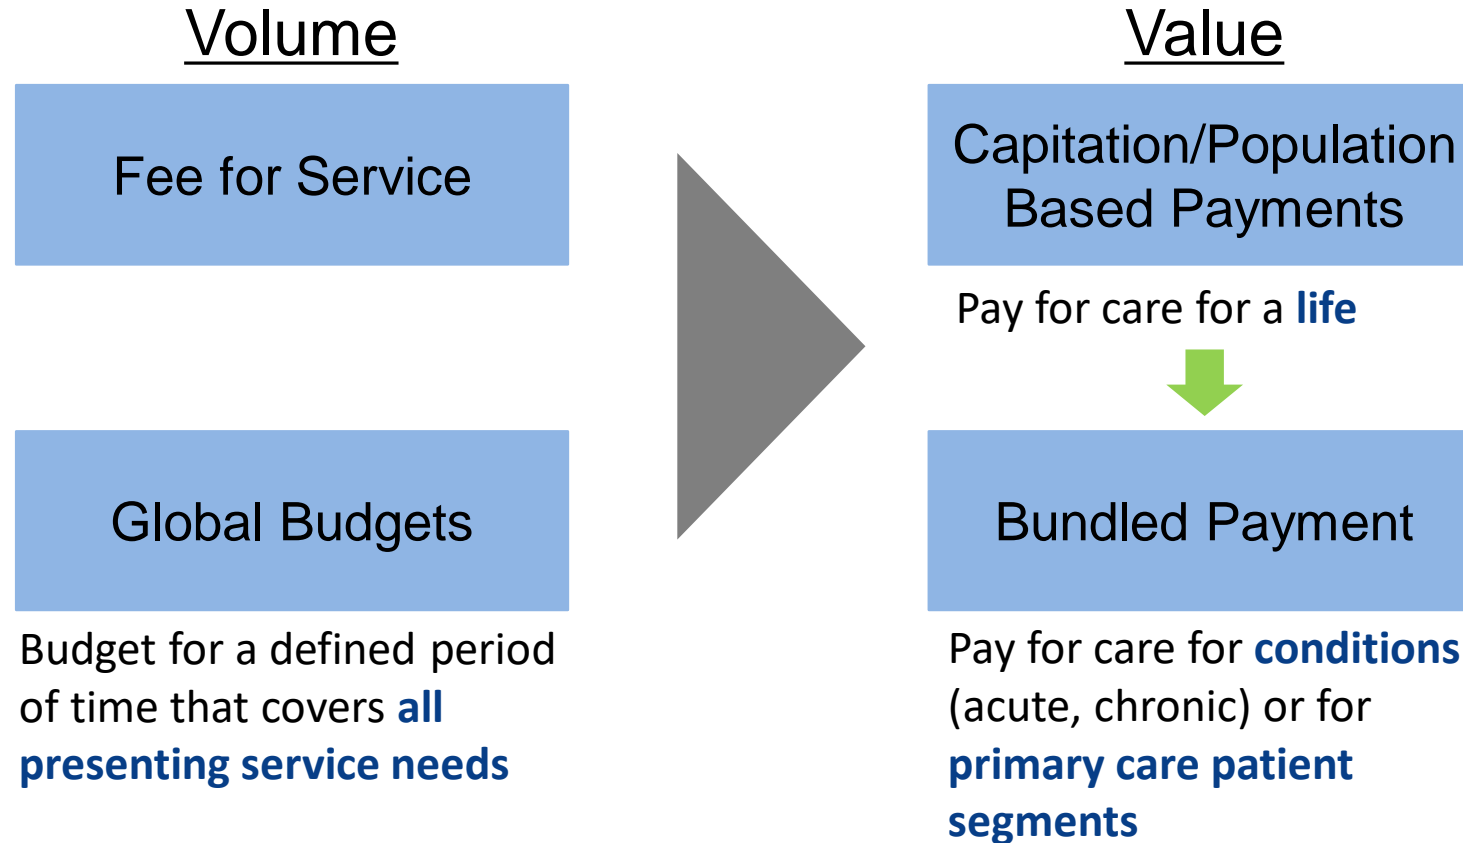 Volume
Fee for Service
Global Budgets
Budget for a defined period
of time that covers all
presenting service needs
Value
Capitation/Population
Based Payments
Pay for care for a life
Bundled Payment
Pay for care for conditions
(acute, chronic) or for
primary care patient
segments